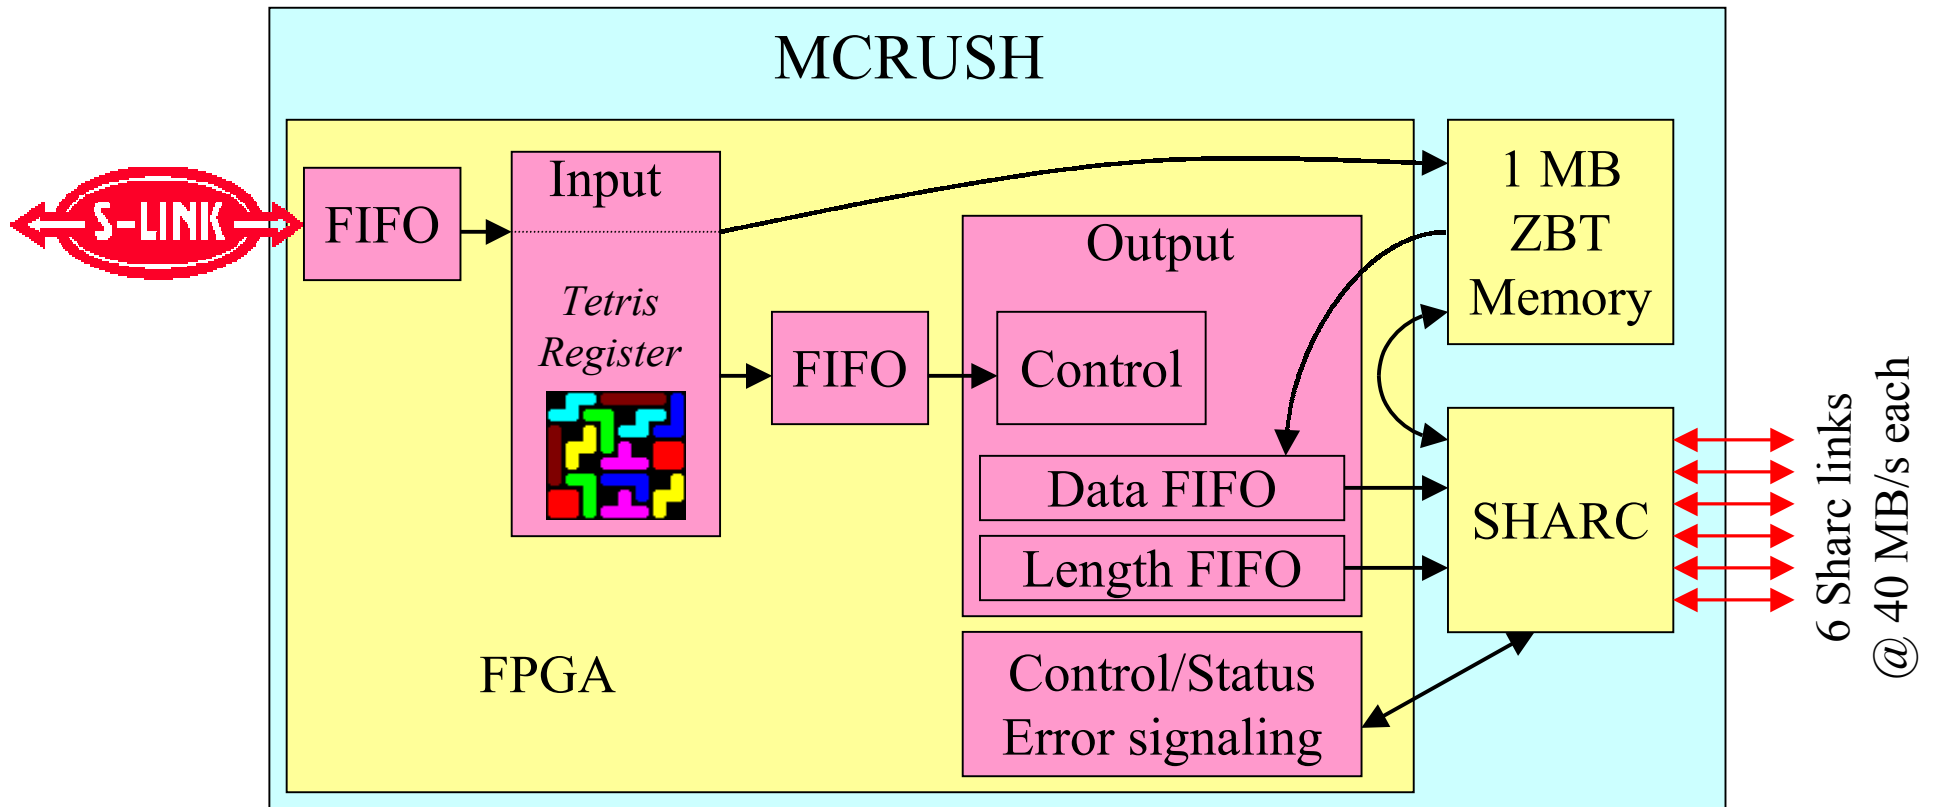 MCRUSH
S-LINK
FIFO
Input
Tetris
Register
FIFO
Output
Control
Data FIFO
Length FIFO
Control/Status
Error signaling
FPGA
1 MB
ZBT
Memory
SHARC
6 Sharc links
@ 40 MB/s each